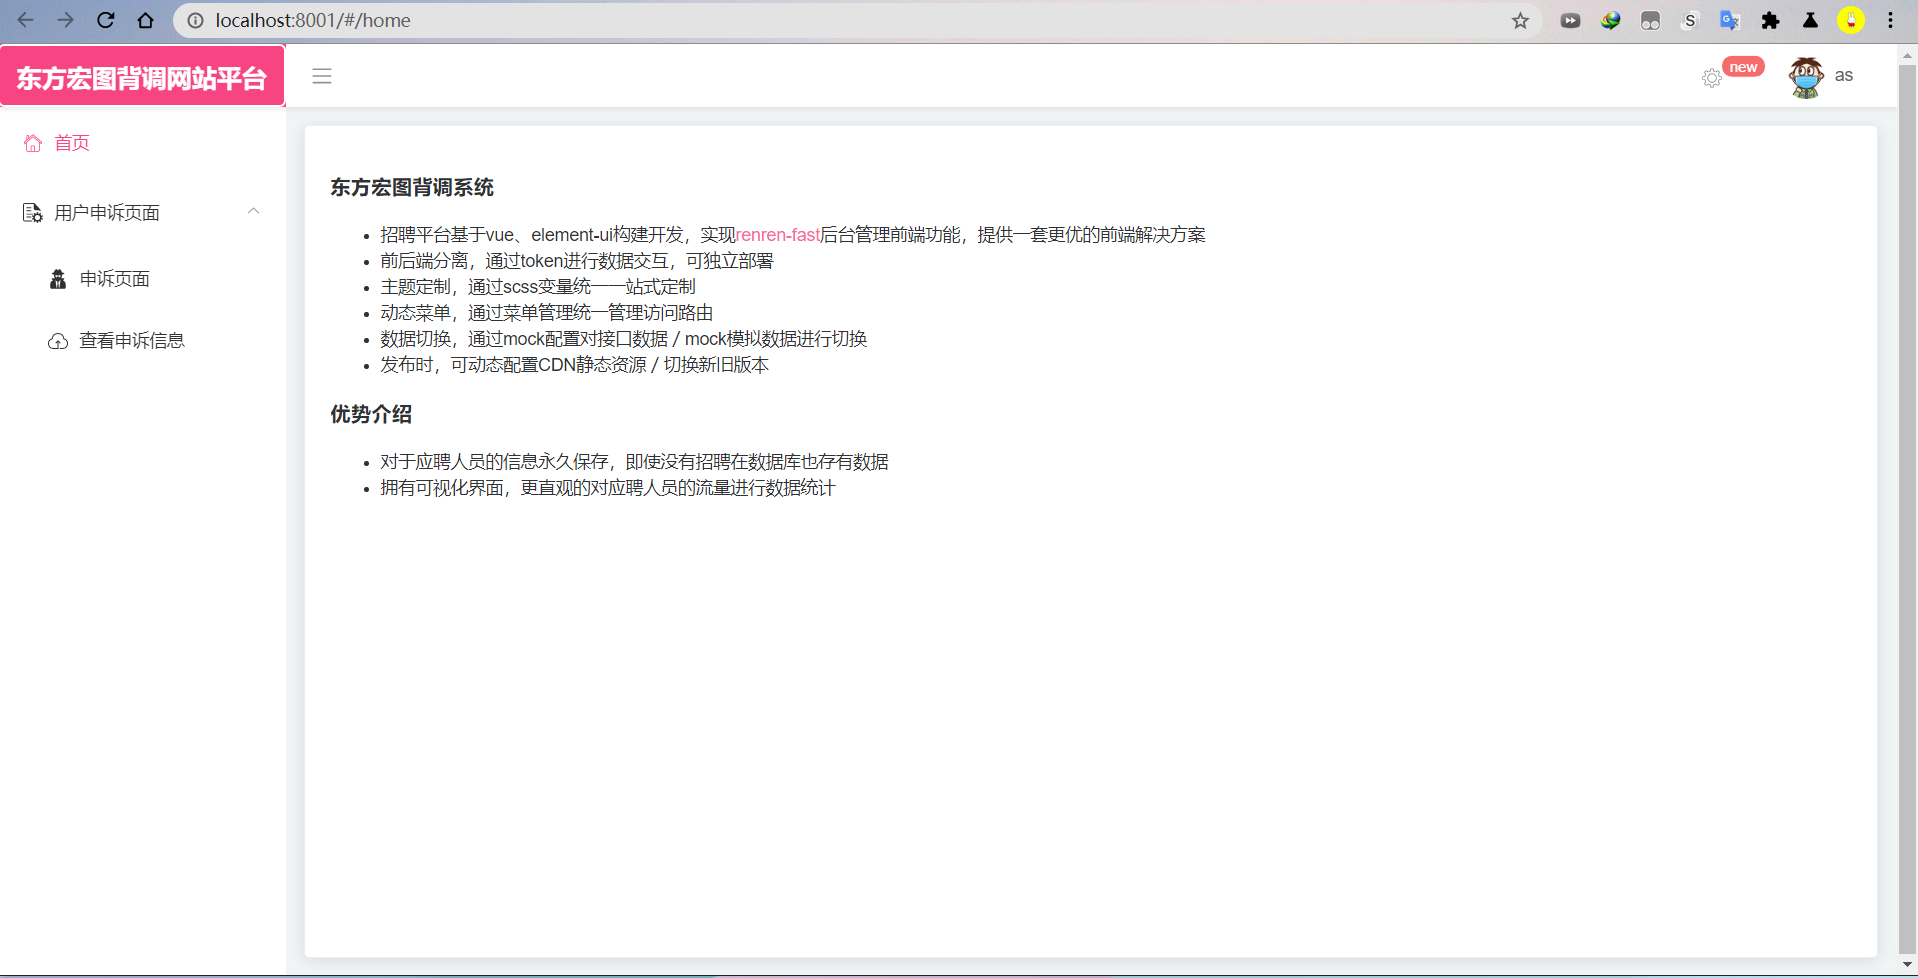 localhost:8001/#/home
东方宏图背调网站平台
new
as
首页
用户申诉页面
申诉页面
查看申诉信息
东方宏图背调系统
招聘平台基于vue、element-ui构建开发，实现renren-fast后台管理前端功能，提供一套更优的前端解决方案
前后端分离，通过token进行数据交互，可独立部署
主题定制，通过scss变量统一一站式定制
动态菜单，通过菜单管理统一管理访问路由
数据切换，通过mock配置对接口数据 / mock模拟数据进行切换
发布时，可动态配置CDN静态资源 / 切换新旧版本
优势介绍
对于应聘人员的信息永久保存，即使没有招聘在数据库也存有数据
拥有可视化界面，更直观的对应聘人员的流量进行数据统计